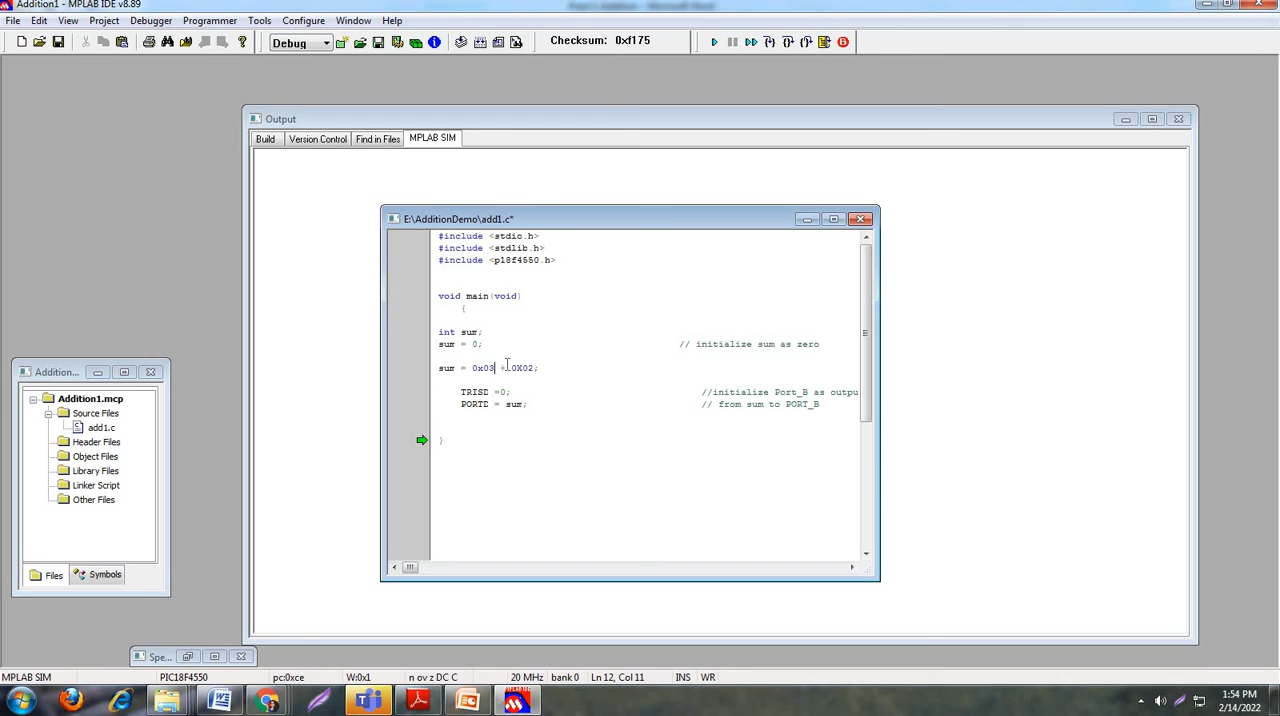 Addition1 - MPLAB IDE v8.89
File Edit View Project Debugger Programmer Tools Configure Window Help
Debug
Checksum: 0xf175
Output
Build Version Control Find in Files MPLAB SIM
E:\AdditionDemo\add1.c*
#include <stdio.h>
#include <stdlib.h>
#include <p18f4550.h>
void main(void)
{
int sum;
sum = 0; // initialize sum as zero
sum = 0x03 + 0X02;
TRISD =0; //initialize Port_B as outpu
PORTD = sum; // from sum to PORT_B
}
Addition...
Addition1.mcp
Source Files
add1.c
Header Files
Object Files
Library Files
Linker Script
Other Files
Files Symbols
Spe...
MPLAB SIM PIC18F4550 pc:0xce W:0x1 n ov z DC C bank 0 20 MHz Ln 12, Col 11 INS WR
1:54 PM
2/14/2022